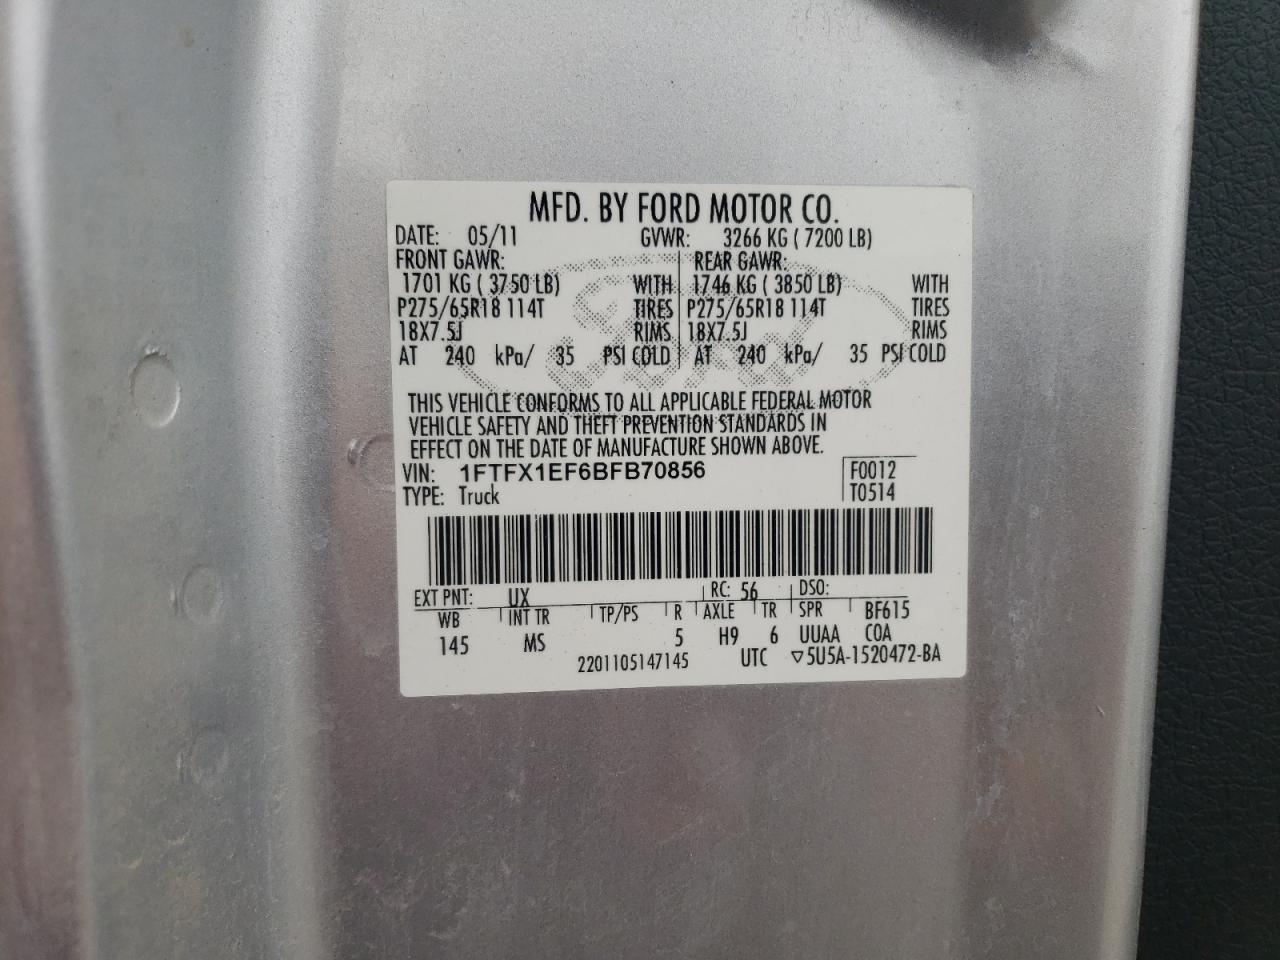 MFD. BY FORD MOTOR CO.
DATE: 05/11 GVWR: 3266 KG ( 7200 LB)
FRONT GAWR: REAR GAWR:
1701 KG ( 3750 LB) WITH 1746 KG ( 3850 LB) WITH
P275/65R18 114T TIRES P275/65R18 114T TIRES
18X7.5J RIMS 18X7.5J RIMS
AT 240 kPa/ 35 PSI COLD AT 240 kPa/ 35 PSI COLD
Ford
THIS VEHICLE CONFORMS TO ALL APPLICABLE FEDERAL MOTOR
VEHICLE SAFETY AND THEFT PREVENTION STANDARDS IN
EFFECT ON THE DATE OF MANUFACTURE SHOWN ABOVE.
VIN: 1FTFX1EF6BFB70856 F0012
TYPE: Truck T0514
EXT PNT: UX RC: 56 DSO:
WB INT TR TP/PS R AXLE TR SPR BF615
145 MS 5 H9 6 UUAA COA
2201105147145 UTC ▽5U5A-1520472-BA